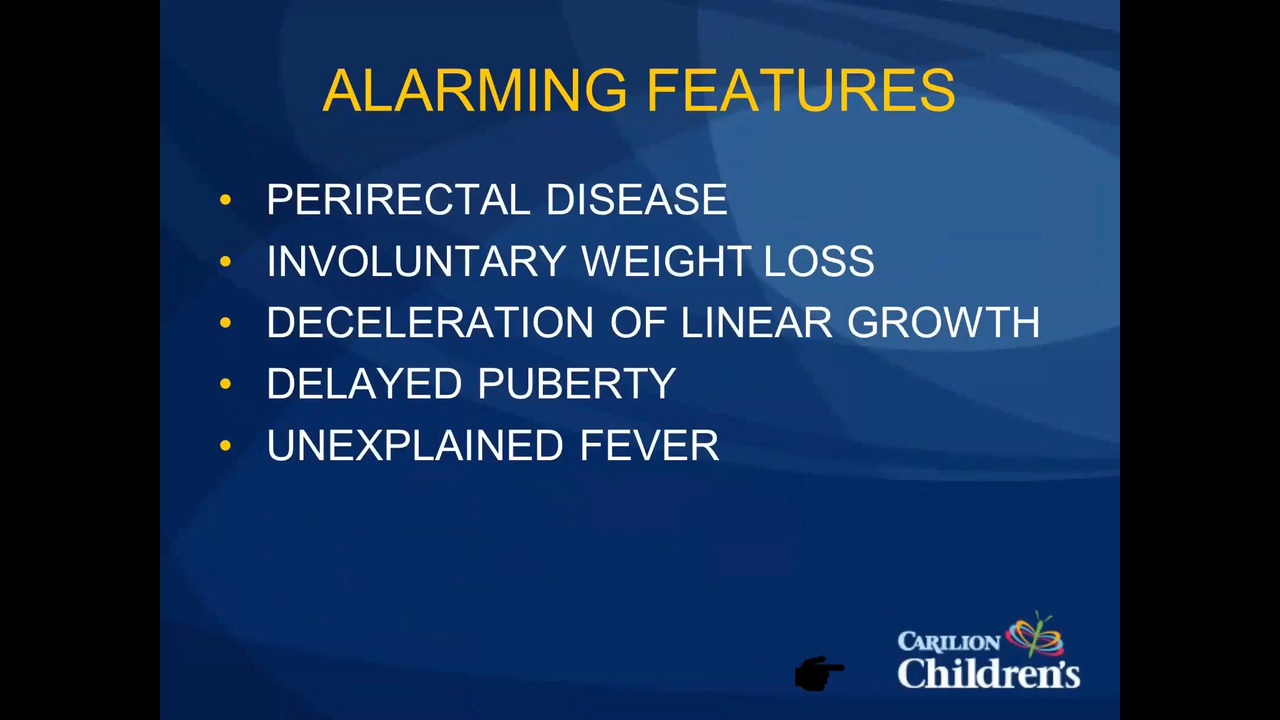 ALARMING FEATURES
• PERIRECTAL DISEASE
• INVOLUNTARY WEIGHT LOSS
• DECELERATION OF LINEAR GROWTH
• DELAYED PUBERTY
• UNEXPLAINED FEVER
CARILION
Children's